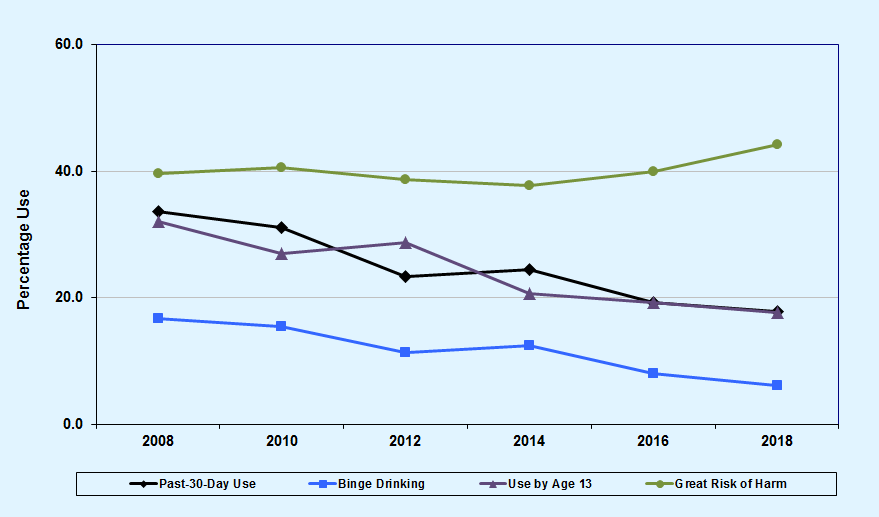 60.0
40.0
20.0
0.0
Percentage Use
2008 2010 2012 2014 2016 2018
Past-30-Day Use Binge Drinking Use by Age 13 Great Risk of Harm